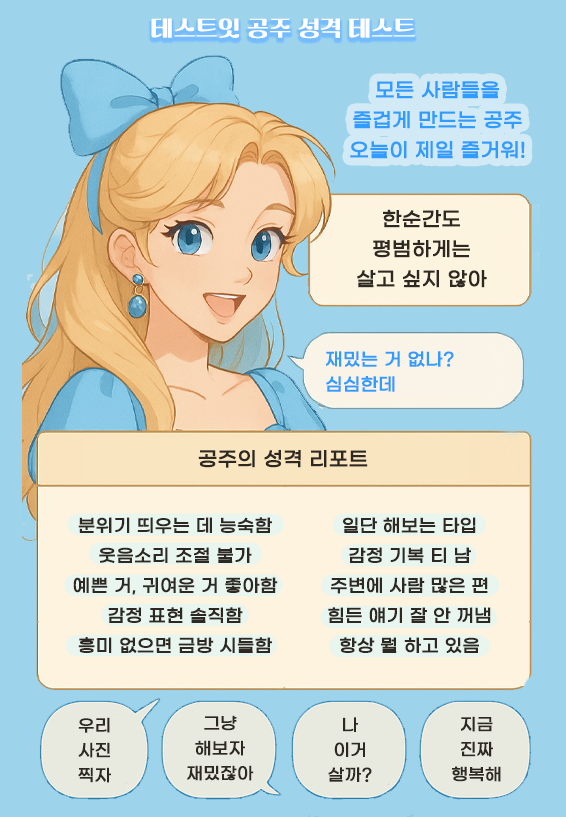 테스트잇 공주 성격 테스트
모든 사람들을
즐겁게 만드는 공주
오늘이 제일 즐거워!
한순간도
평범하게는
살고 싶지 않아
재밌는 거 없나?
심심한데
공주의 성격 리포트
분위기 띄우는 데 능숙함
웃음소리 조절 불가
예쁜 거, 귀여운 거 좋아함
감정 표현 솔직함
흥미 없으면 금방 시들함
일단 해보는 타입
감정 기복 티 남
주변에 사람 많은 편
힘든 얘기 잘 안 꺼냄
항상 뭘 하고 있음
우리
사진
찍자
그냥
해보자
재밌잖아
나
이거
살까?
지금
진짜
행복해